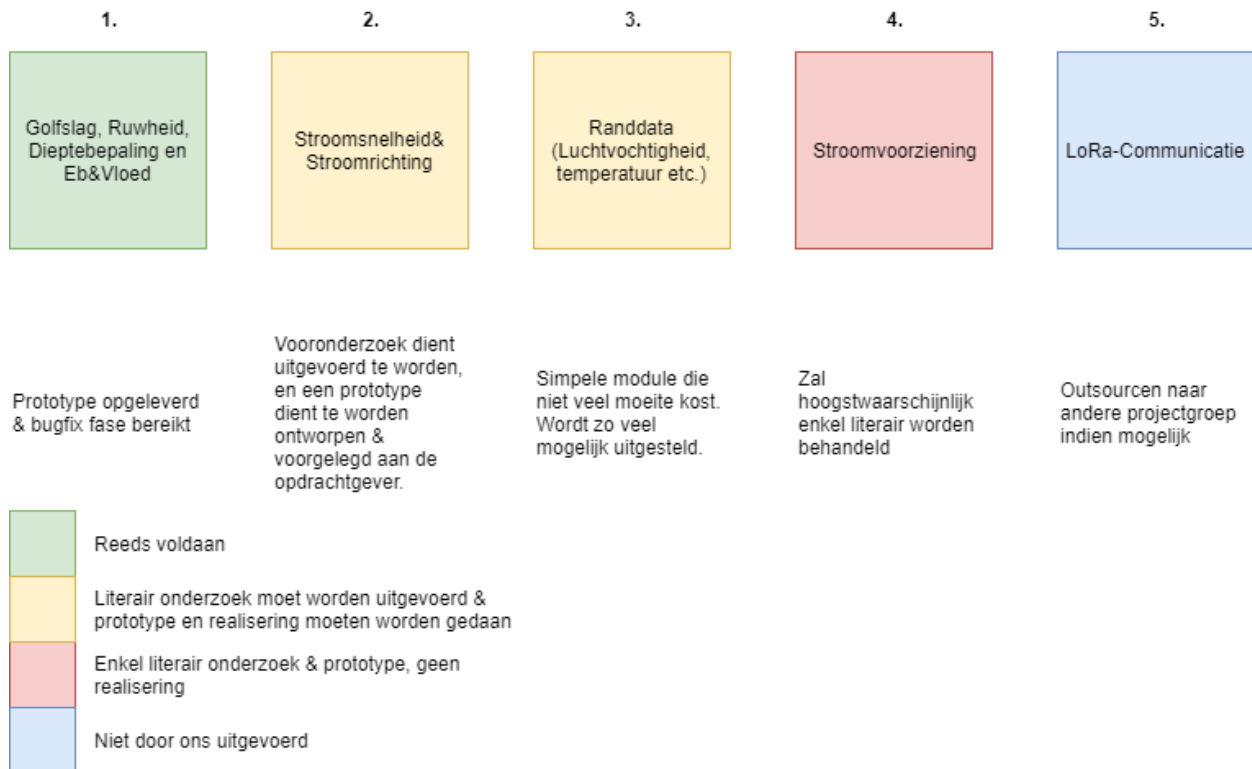 1.
2.
3.
4.
5.
Golfslag, Ruwheid,
Dieptebepaling en
Eb&Vloed
Stroomsnelheid&
Stroomrichting
Randdata
(Luchtvochtigheid,
temperatuur etc.)
Stroomvoorziening
LoRa-Communicatie
Prototype opgeleverd
& bugfix fase bereikt
Vooronderzoek dient
uitgevoerd te worden,
en een prototype
dient te worden
ontworpen &
voorgelegd aan de
opdrachtgever.
Simpele module die
niet veel moeite kost.
Wordt zo veel
mogelijk uitgesteld.
Zal
hoogstwaarschijnlijk
enkel literair worden
behandeld
Outsourcen naar
andere projectgroep
indien mogelijk
Reeds voldaan
Literair onderzoek moet worden uitgevoerd &
prototype en realisering moeten worden gedaan
Enkel literair onderzoek & prototype, geen
realisering
Niet door ons uitgevoerd